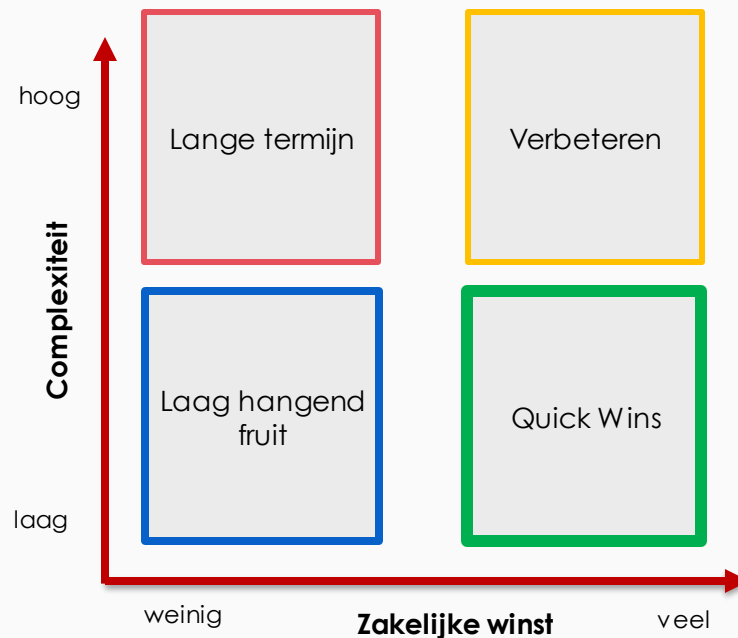 hoog
Lange termijn
Verbeteren
Complexiteit
Laag hangend
fruit
Quick Wins
laag
weinig
Zakelijke winst
veel